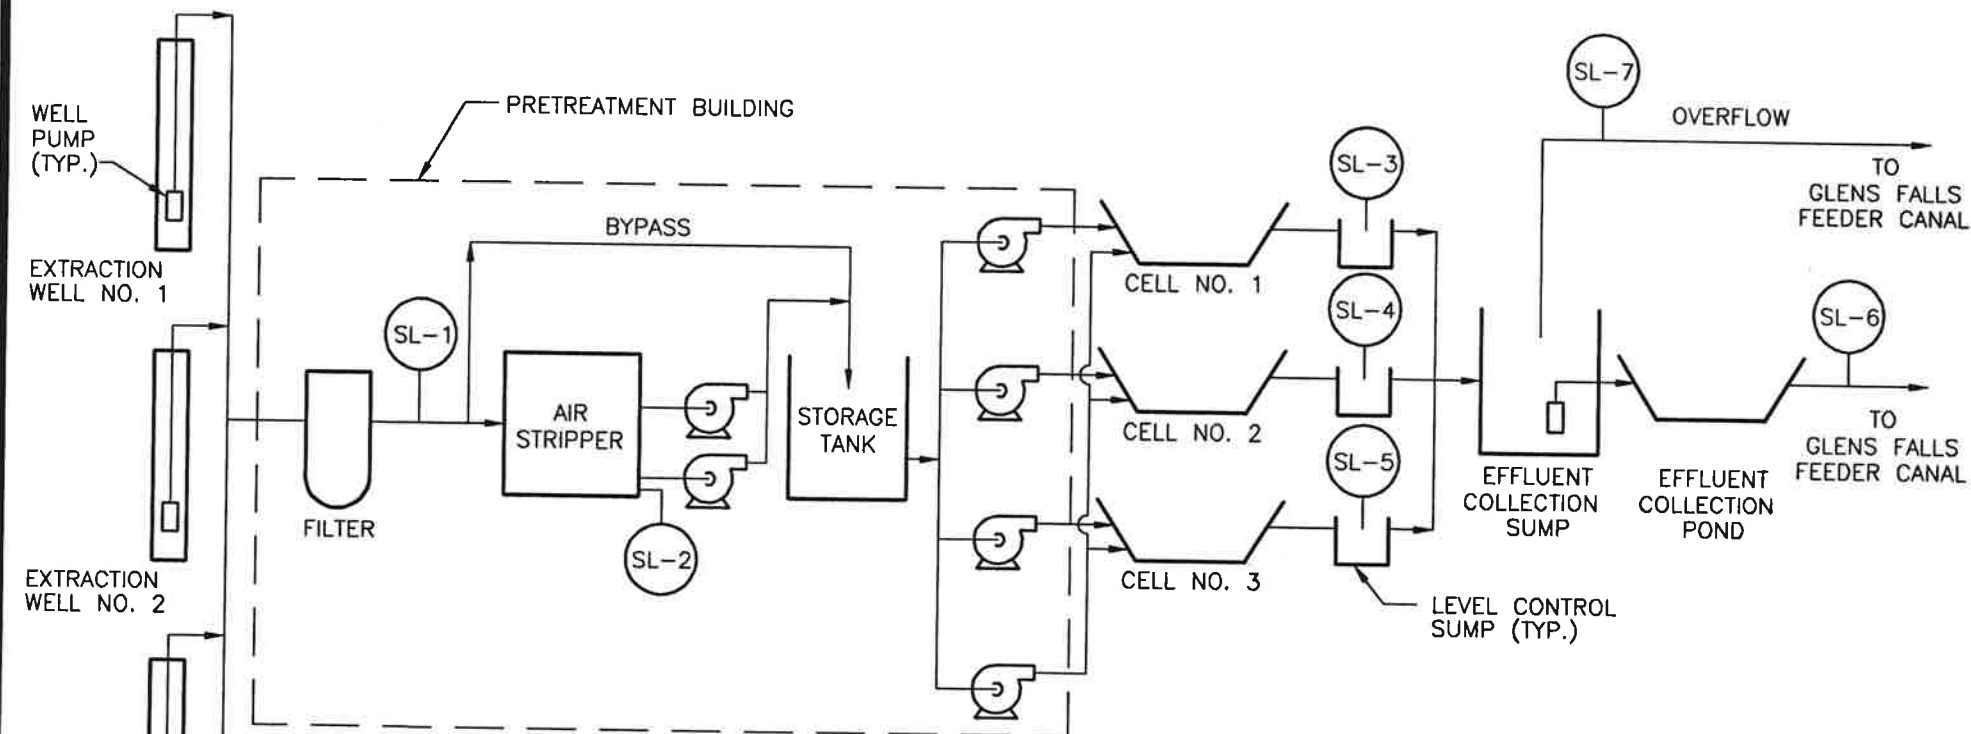 WELL
PUMP
(TYP.)
EXTRACTION
WELL NO. 1
EXTRACTION
WELL NO. 2
PRETREATMENT BUILDING
BYPASS
SL-1
FILTER
AIR
STRIPPER
SL-2
STORAGE
TANK
CELL NO. 1
CELL NO. 2
CELL NO. 3
SL-3
SL-4
SL-5
LEVEL CONTROL
SUMP (TYP.)
EFFLUENT
COLLECTION
SUMP
EFFLUENT
COLLECTION
POND
SL-7
OVERFLOW
TO
GLENS FALLS
FEEDER CANAL
SL-6
TO
GLENS FALLS
FEEDER CANAL